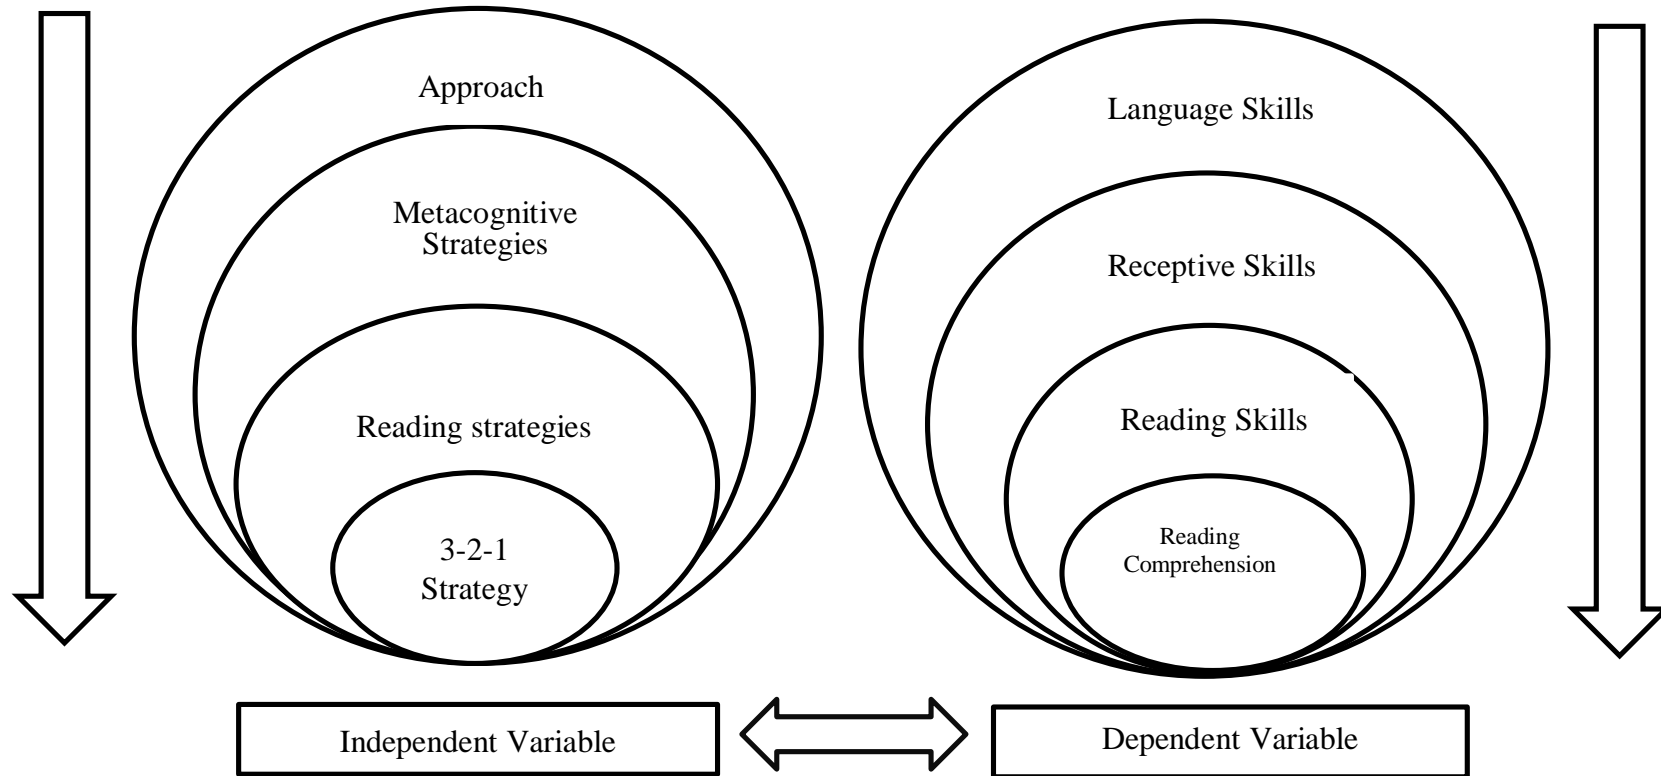 Approach
Metacognitive
Strategies
Reading strategies
3-2-1
Strategy
Independent Variable
Language Skills
Receptive Skills
Reading Skills
Reading
Comprehension
Dependent Variable